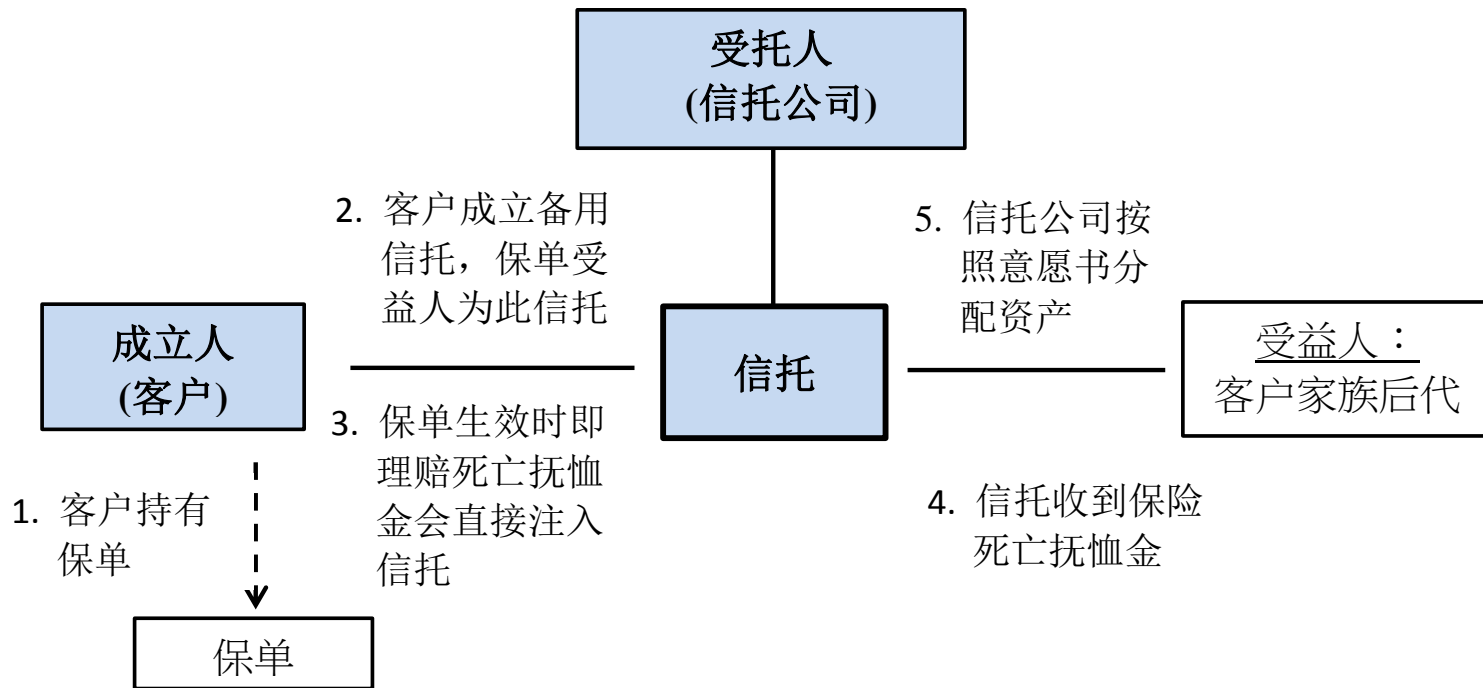 受托人
(信托公司)
2. 客户成立备用
信托，保单受
益人为此信托
5. 信托公司按
照意愿书分
配资产
成立人
(客户)
信托
受益人：
客户家族后代
3. 保单生效时即
理赔死亡抚恤
金会直接注入
信托
1. 客户持有
保单
4. 信托收到保险
死亡抚恤金
保单